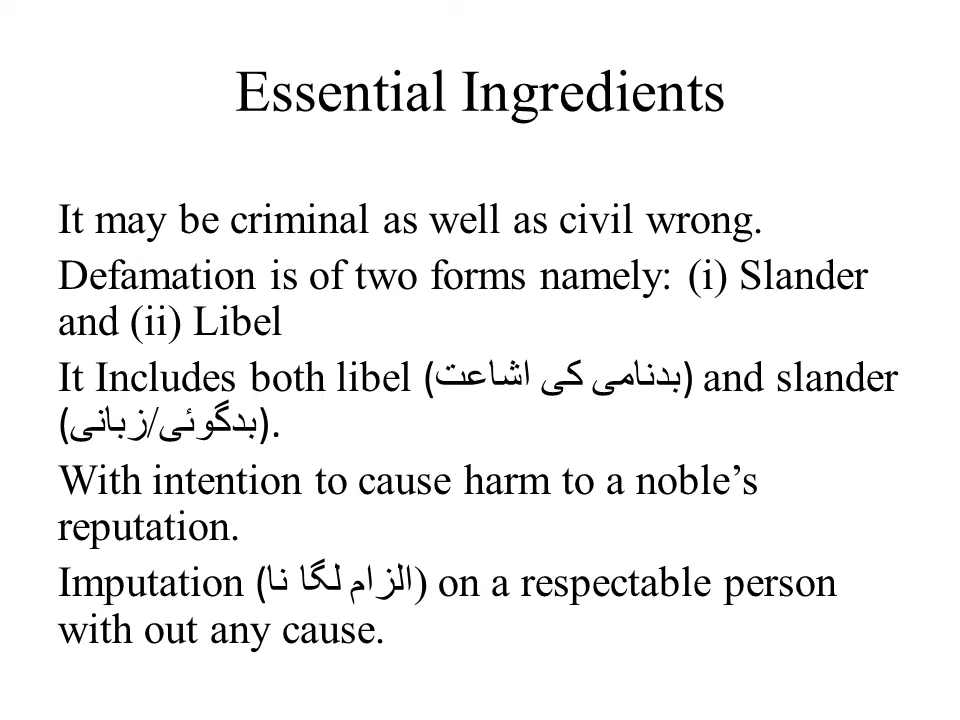 Essential Ingredients
It may be criminal as well as civil wrong.
Defamation is of two forms namely: (i) Slander
and (ii) Libel
It Includes both libel (بدنامی کی اشاعت) and slander
(بدگوئی/زبانی).
With intention to cause harm to a noble’s
reputation.
Imputation (الزام لگا نا) on a respectable person
with out any cause.